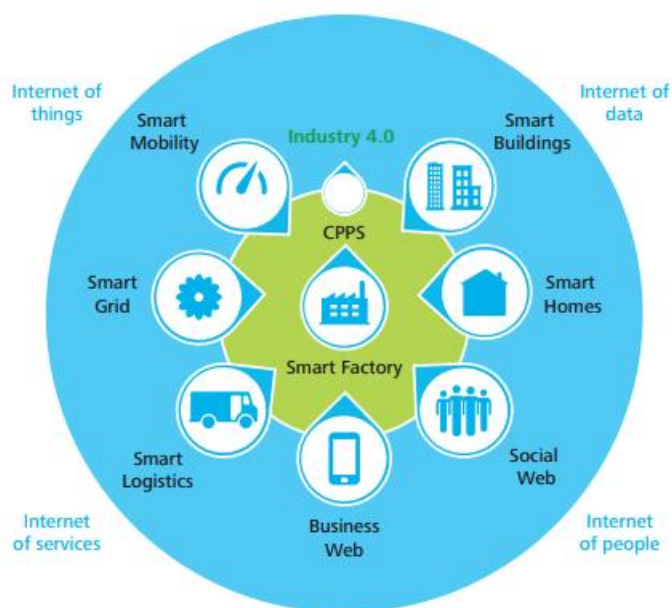 Internet of
things
Internet of
data
Smart
Mobility
Industry 4.0
Smart
Buildings
CPPS
Smart
Grid
Smart
Homes
Smart Factory
Smart
Logistics
Social
Web
Business
Web
Internet
of services
Internet
of people